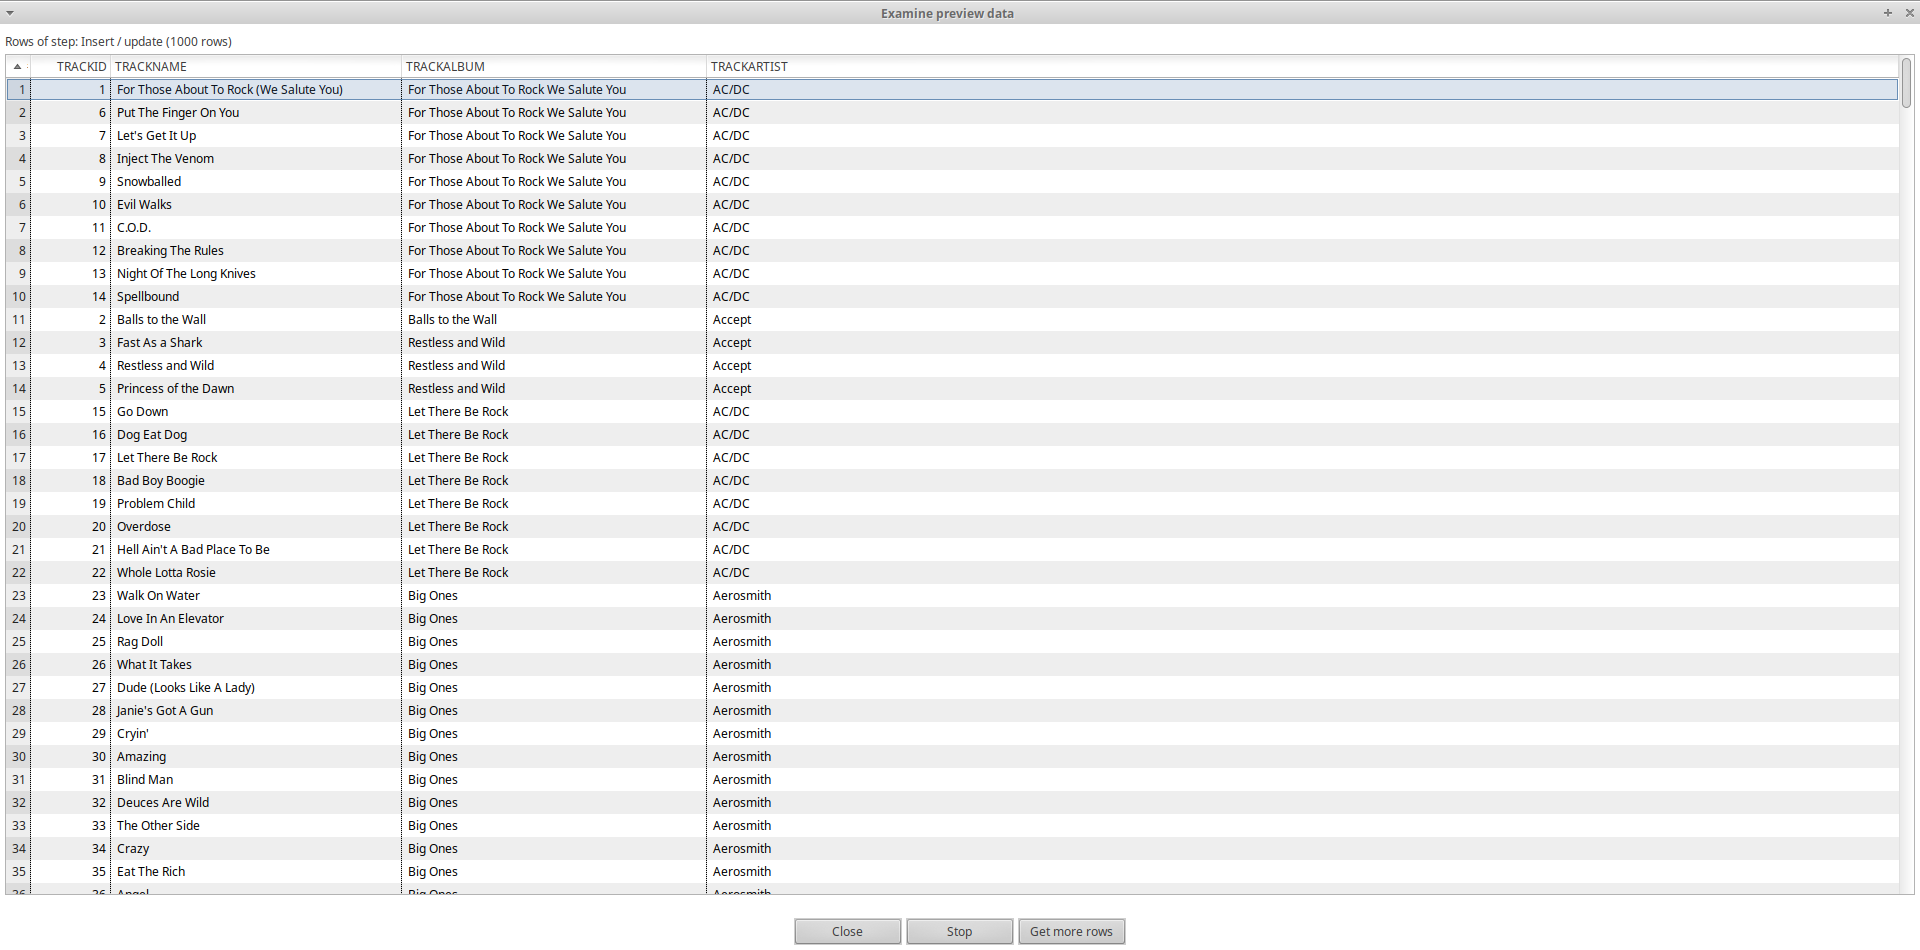 Examine preview data
Rows of step: Insert / update (1000 rows)
TRACKID TRACKNAME TRACKALBUM TRACKARTIST
1 1 For Those About To Rock (We Salute You) For Those About To Rock We Salute You AC/DC
2 6 Put The Finger On You For Those About To Rock We Salute You AC/DC
3 7 Let's Get It Up For Those About To Rock We Salute You AC/DC
4 8 Inject The Venom For Those About To Rock We Salute You AC/DC
5 9 Snowballed For Those About To Rock We Salute You AC/DC
6 10 Evil Walks For Those About To Rock We Salute You AC/DC
7 11 C.O.D. For Those About To Rock We Salute You AC/DC
8 12 Breaking The Rules For Those About To Rock We Salute You AC/DC
9 13 Night Of The Long Knives For Those About To Rock We Salute You AC/DC
10 14 Spellbound For Those About To Rock We Salute You AC/DC
11 2 Balls to the Wall Balls to the Wall Accept
12 3 Fast As a Shark Restless and Wild Accept
13 4 Restless and Wild Restless and Wild Accept
14 5 Princess of the Dawn Restless and Wild Accept
15 15 Go Down Let There Be Rock AC/DC
16 16 Dog Eat Dog Let There Be Rock AC/DC
17 17 Let There Be Rock Let There Be Rock AC/DC
18 18 Bad Boy Boogie Let There Be Rock AC/DC
19 19 Problem Child Let There Be Rock AC/DC
20 20 Overdose Let There Be Rock AC/DC
21 21 Hell Ain't A Bad Place To Be Let There Be Rock AC/DC
22 22 Whole Lotta Rosie Let There Be Rock AC/DC
23 23 Walk On Water Big Ones Aerosmith
24 24 Love In An Elevator Big Ones Aerosmith
25 25 Rag Doll Big Ones Aerosmith
26 26 What It Takes Big Ones Aerosmith
27 27 Dude (Looks Like A Lady) Big Ones Aerosmith
28 28 Janie's Got A Gun Big Ones Aerosmith
29 29 Cryin' Big Ones Aerosmith
30 30 Amazing Big Ones Aerosmith
31 31 Blind Man Big Ones Aerosmith
32 32 Deuces Are Wild Big Ones Aerosmith
33 33 The Other Side Big Ones Aerosmith
34 34 Crazy Big Ones Aerosmith
35 35 Eat The Rich Big Ones Aerosmith
36 36 Angel Big Ones Aerosmith
Close Stop Get more rows